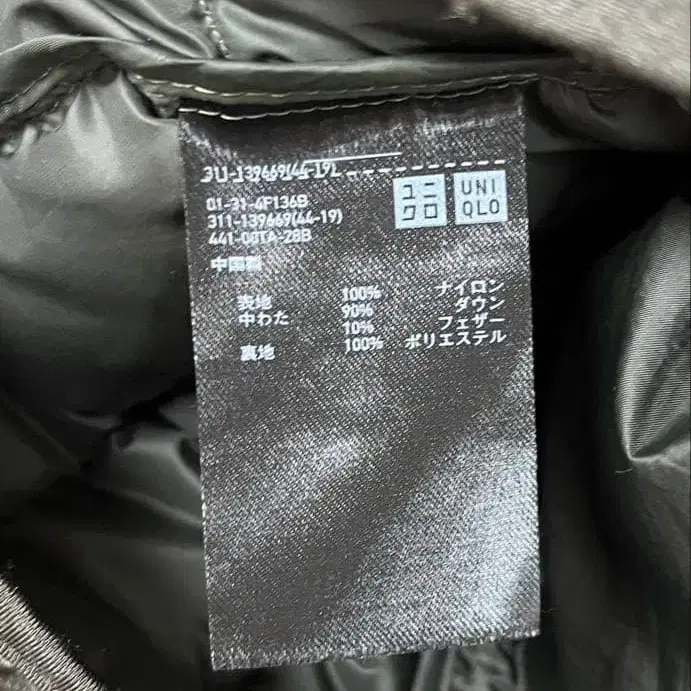 311-139669(44-19)
ユニ
クロ
UNI
QLO
01-31-4F136B
311-139669(44-19)
441-00TA-28B
中国製
表地 100% ナイロン
中わた 90% ダウン
10% フェザー
裏地 100% ポリエステル